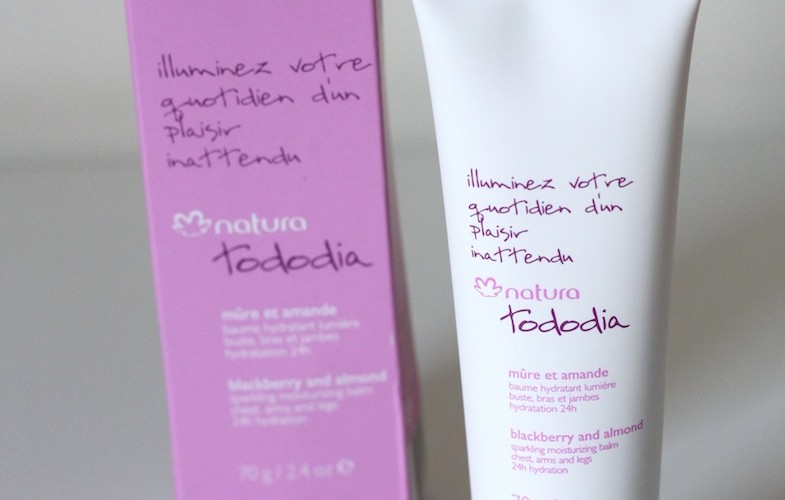 illuminez votre
quotidien d'un
plaisir
inattendu
natura
tododia
mûre et amande
baume hydratant lumière
buste, bras et jambes
hydratation 24h
blackberry and almond
sparkling moisturizing balm
chest, arms and legs
24h hydration
70 g / 2.4 oz ℮
illuminez votre
quotidien d'un
plaisir
inattendu
natura
tododia
mûre et amande
baume hydratant lumière
buste, bras et jambes
hydratation 24h
blackberry and almond
sparkling moisturizing balm
chest, arms and legs
24h hydration